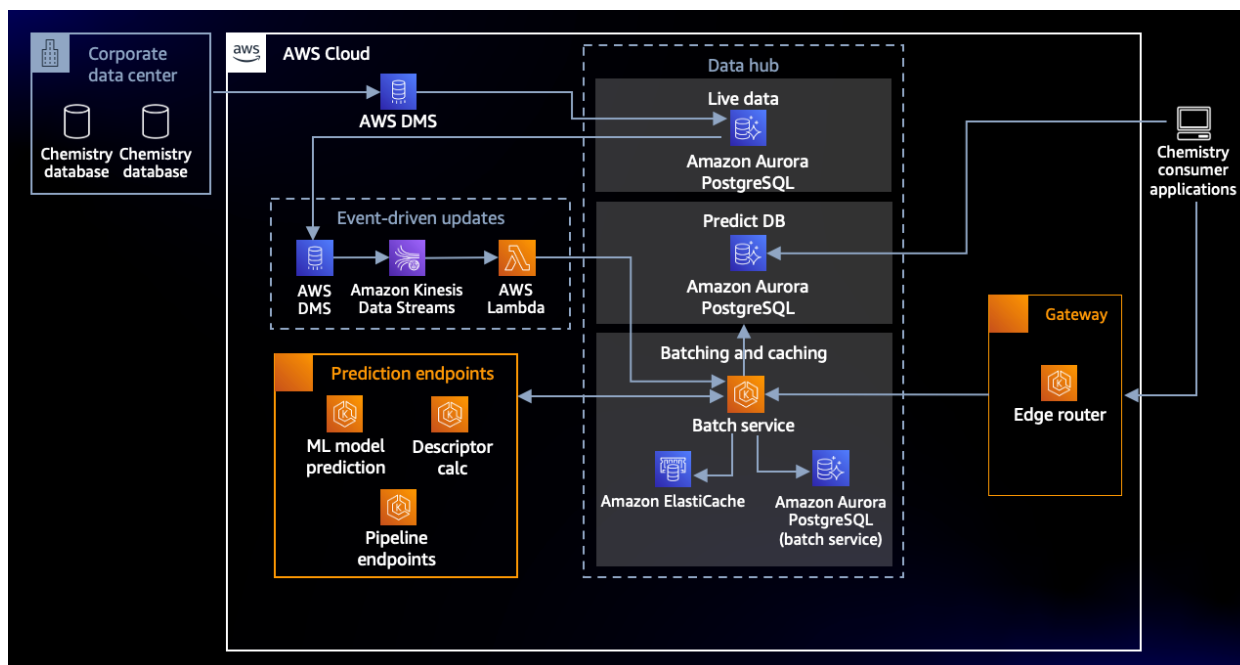 Corporate
data center
Chemistry
database
Chemistry
database
aws
AWS Cloud
AWS DMS
Data hub
Live data
Amazon Aurora
PostgreSQL
Predict DB
Amazon Aurora
PostgreSQL
Batching and caching
Batch service
Amazon ElastiCache
Amazon Aurora
PostgreSQL
(batch service)
Event-driven updates
AWS
DMS
Amazon Kinesis
Data Streams
AWS
Lambda
Prediction endpoints
K
ML model
prediction
K
Descriptor
calc
K
Pipeline
endpoints
K
Gateway
K
Edge router
Chemistry
consumer
applications